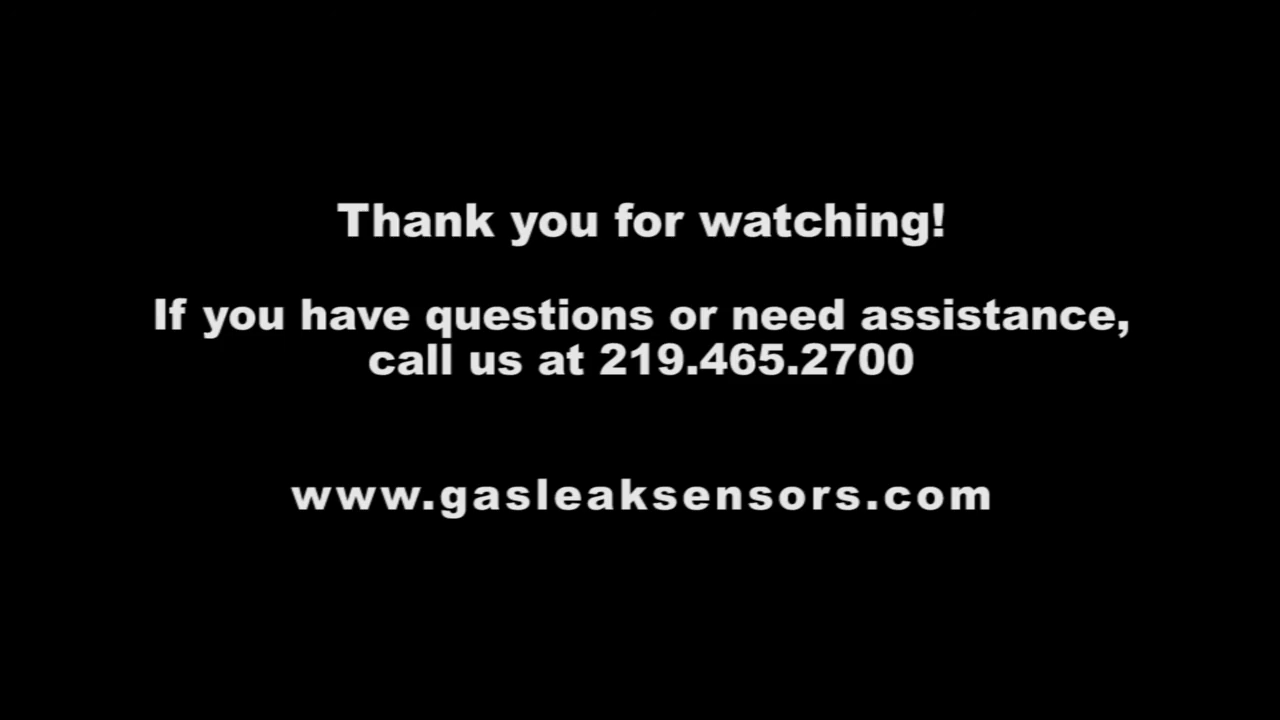 Thank you for watching!
If you have questions or need assistance,
call us at 219.465.2700
www.gasleaksensors.com